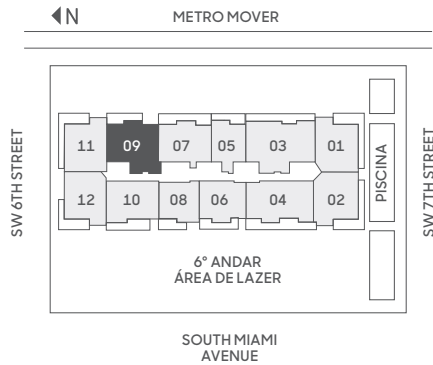 N
METRO MOVER
SW 6TH STREET
11
09
07
05
03
01
12
10
08
06
04
02
PISCINA
SW 7TH STREET
6º ANDAR
ÁREA DE LAZER
SOUTH MIAMI
AVENUE